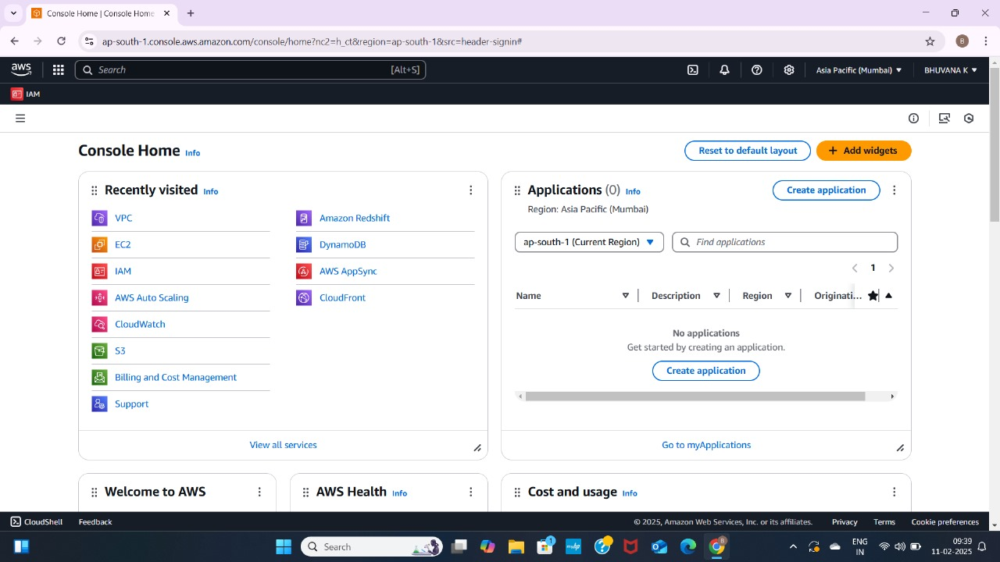 Console Home | Console Home
ap-south-1.console.aws.amazon.com/console/home?nc2=h_ct&region=ap-south-1&src=header-signin#
B
aws
Search
[Alt+S]
Asia Pacific (Mumbai)
BHUVANA K
IAM
Console Home Info
Reset to default layout
Add widgets
Recently visited Info
VPC
EC2
IAM
AWS Auto Scaling
CloudWatch
S3
Billing and Cost Management
Support
Amazon Redshift
DynamoDB
AWS AppSync
CloudFront
View all services
Applications (0) Info
Create application
Region: Asia Pacific (Mumbai)
ap-south-1 (Current Region)
Find applications
1
Name Description Region Originati...
No applications
Get started by creating an application.
Create application
Go to myApplications
Welcome to AWS
AWS Health Info
Cost and usage Info
CloudShell Feedback
© 2025, Amazon Web Services, Inc. or its affiliates. Privacy Terms Cookie preferences
Search
1
ENG
IN
09:39
11-02-2025